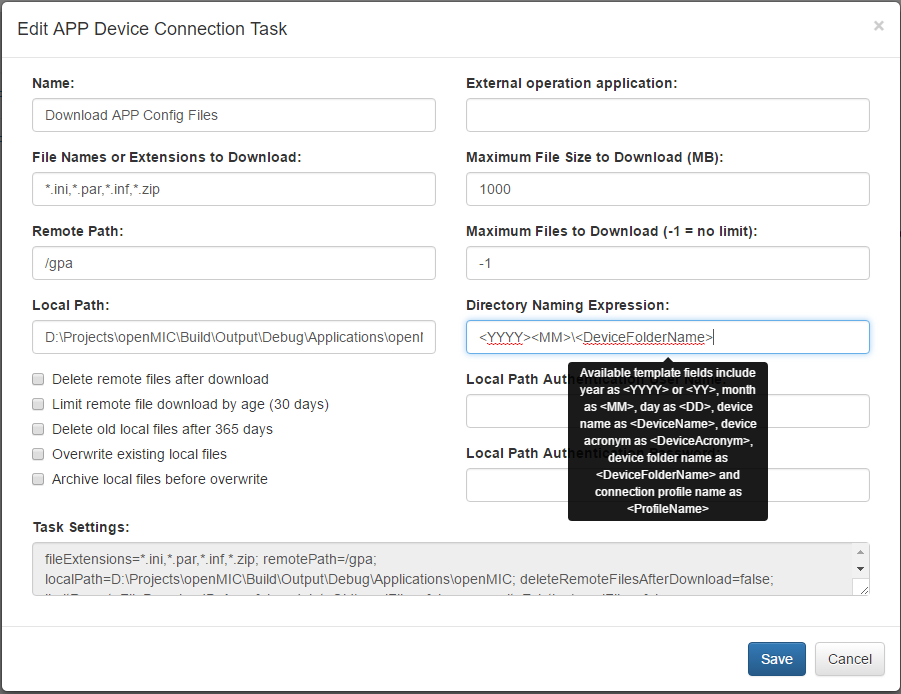 Edit APP Device Connection Task
×
Name:
Download APP Config Files
External operation application:
File Names or Extensions to Download:
*.ini,*.par,*.inf,*.zip
Maximum File Size to Download (MB):
1000
Remote Path:
/gpa
Maximum Files to Download (-1 = no limit):
-1
Local Path:
D:\Projects\openMIC\Build\Output\Debug\Applications\openM
Directory Naming Expression:
<YYYY><MM>\<DeviceFolderName>
Available template fields include
year as <YYYY> or <YY>, month
as <MM>, day as <DD>, device
name as <DeviceName>, device
acronym as <DeviceAcronym>,
device folder name as
<DeviceFolderName> and
connection profile name as
<ProfileName>
Delete remote files after download
Limit remote file download by age (30 days)
Delete old local files after 365 days
Overwrite existing local files
Archive local files before overwrite
Local Path Authentication User Name:
Local Path Authentication Password:
Task Settings:
fileExtensions=*.ini,*.par,*.inf,*.zip; remotePath=/gpa;
localPath=D:\Projects\openMIC\Build\Output\Debug\Applications\openMIC; deleteRemoteFilesAfterDownload=false;
Save
Cancel